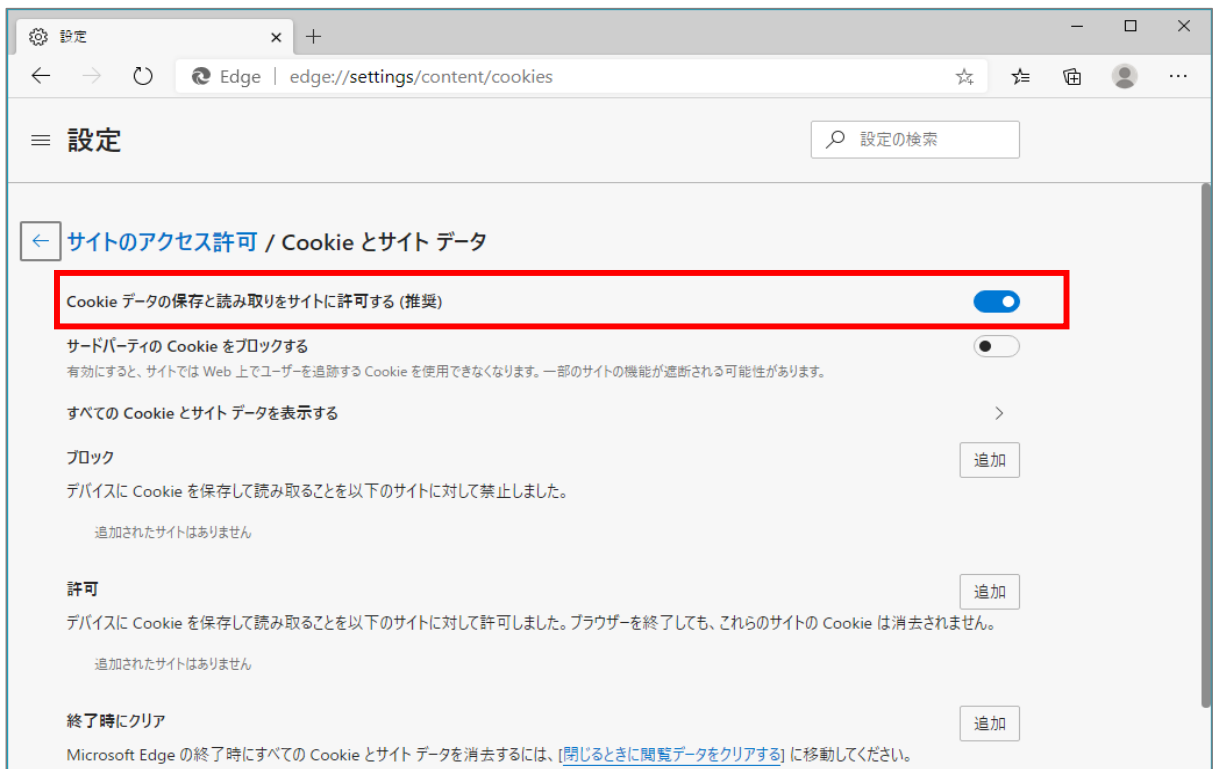 設定
Edge | edge://settings/content/cookies
設定
設定の検索
サイトのアクセス許可 / Cookie とサイト データ
Cookie データの保存と読み取りをサイトに許可する (推奨)
サードパーティの Cookie をブロックする
有効にすると、サイトでは Web 上でユーザーを追跡する Cookie を使用できなくなります。一部のサイトの機能が遮断される可能性があります。
すべての Cookie とサイト データを表示する
ブロック
追加
デバイスに Cookie を保存して読み取ることを以下のサイトに対して禁止しました。
追加されたサイトはありません
許可
追加
デバイスに Cookie を保存して読み取ることを以下のサイトに対して許可しました。ブラウザーを終了しても、これらのサイトの Cookie は消去されません。
追加されたサイトはありません
終了時にクリア
追加
Microsoft Edge の終了時にすべての Cookie とサイト データを消去するには、[閉じるときに閲覧データをクリアする] に移動してください。